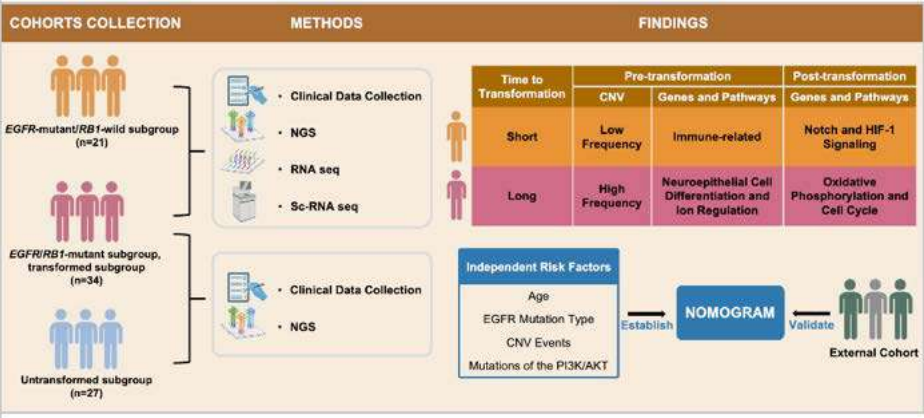 COHORTS COLLECTION
METHODS
FINDINGS
EGFR-mutant/RB1-wild subgroup
(n=21)
EGFR/RB1-mutant subgroup,
transformed subgroup
(n=34)
Untransformed subgroup
(n=27)
• Clinical Data Collection
• NGS
• RNA seq
• Sc-RNA seq
• Clinical Data Collection
• NGS
Time to
Transformation
Pre-transformation
Post-transformation
CNV
Genes and Pathways
Genes and Pathways
Short
Low
Frequency
Immune-related
Notch and HIF-1
Signaling
Long
High
Frequency
Neuroepithelial Cell
Differentiation and
Ion Regulation
Oxidative
Phosphorylation and
Cell Cycle
Independent Risk Factors
Age
EGFR Mutation Type
CNV Events
Mutations of the PI3K/AKT
Establish
NOMOGRAM
Validate
External Cohort